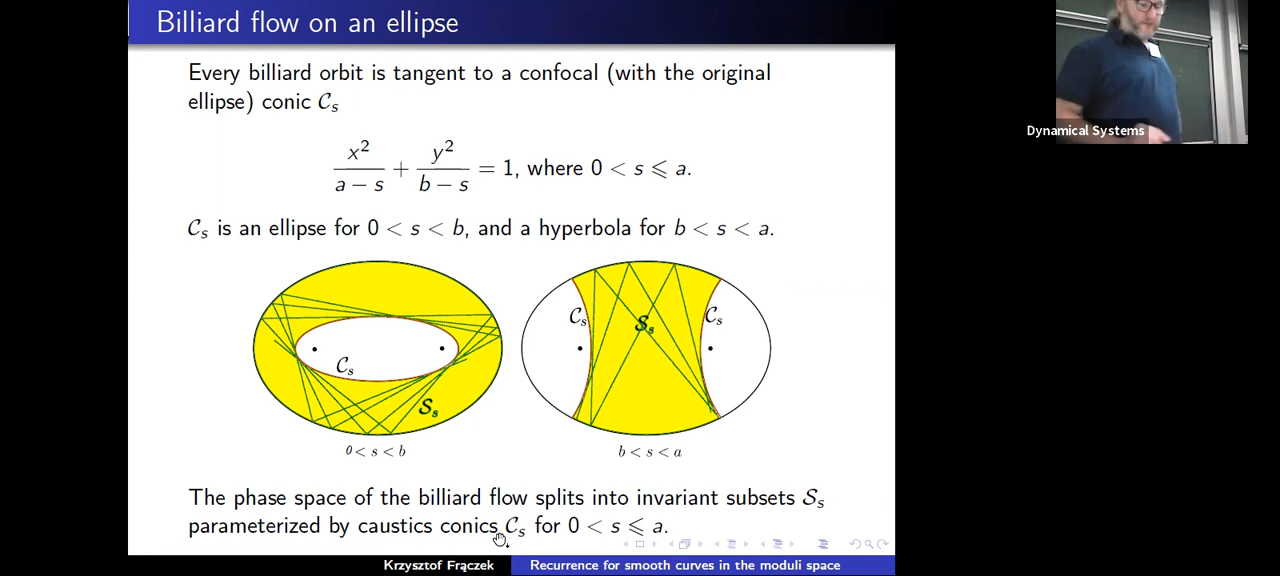 Billiard flow on an ellipse
Every billiard orbit is tangent to a confocal (with the original
ellipse) conic 𝒞ₛ
x²/(a − s) + y²/(b − s) = 1, where 0 < s ⩽ a.
𝒞ₛ is an ellipse for 0 < s < b, and a hyperbola for b < s < a.
𝒞ₛ
𝒮ₛ
0 < s < b
𝒞ₛ
𝒮ₛ
𝒞ₛ
b < s < a
The phase space of the billiard flow splits into invariant subsets 𝒮ₛ
parameterized by caustics conics 𝒞ₛ for 0 < s ⩽ a.
Krzysztof Frączek
Recurrence for smooth curves in the moduli space
Dynamical Systems